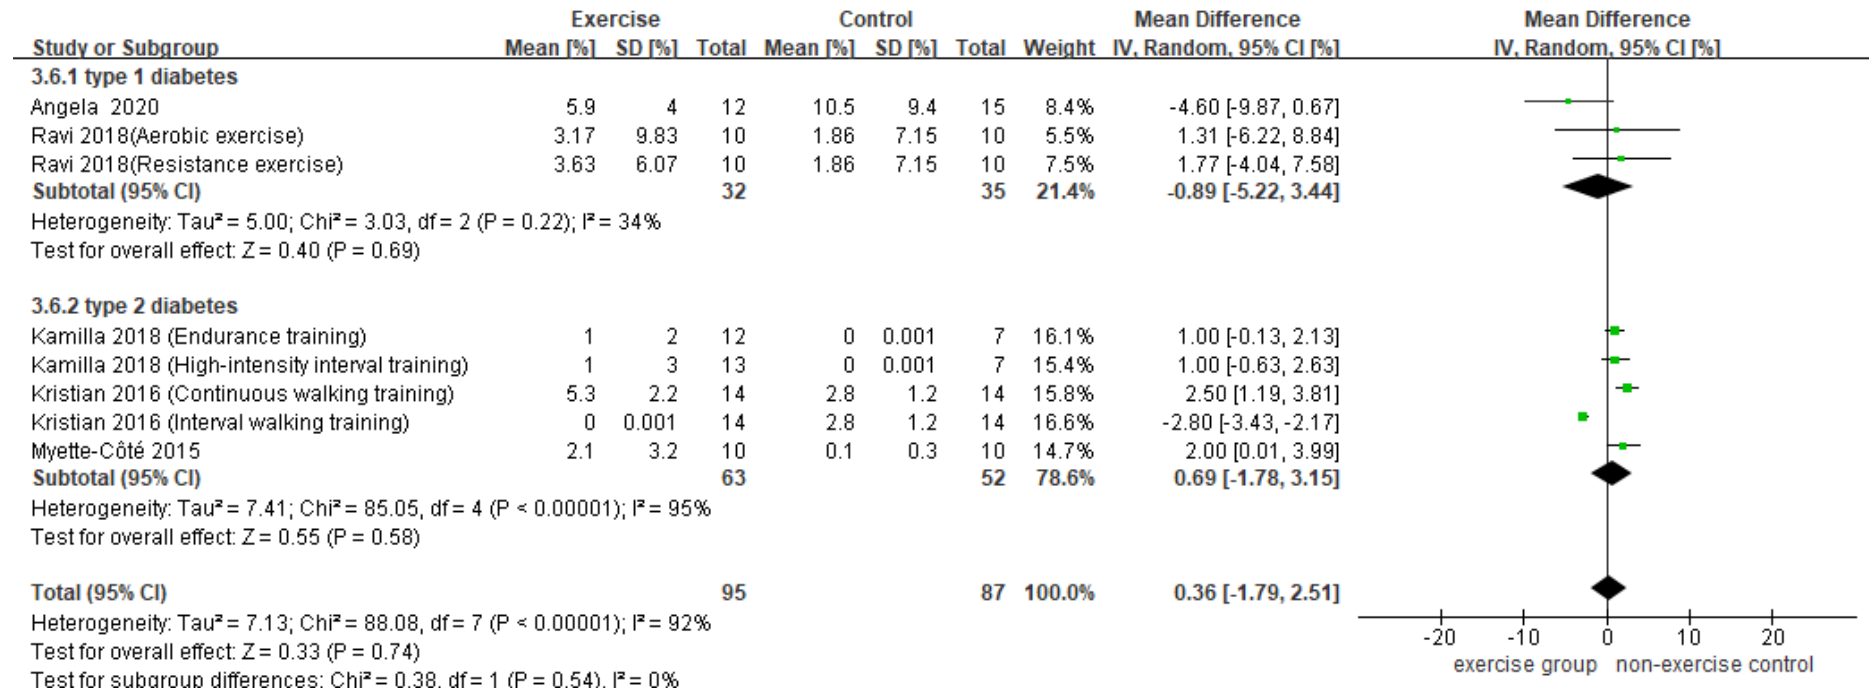 Exercise Control Mean Difference Mean Difference
Study or Subgroup Mean [%] SD [%] Total Mean [%] SD [%] Total Weight IV, Random, 95% CI [%] IV, Random, 95% CI [%]
3.6.1 type 1 diabetes
Angela 2020 5.9 4 12 10.5 9.4 15 8.4% -4.60 [-9.87, 0.67]
Ravi 2018(Aerobic exercise) 3.17 9.83 10 1.86 7.15 10 5.5% 1.31 [-6.22, 8.84]
Ravi 2018(Resistance exercise) 3.63 6.07 10 1.86 7.15 10 7.5% 1.77 [-4.04, 7.58]
Subtotal (95% CI) 32 35 21.4% -0.89 [-5.22, 3.44]
Heterogeneity: Tau² = 5.00; Chi² = 3.03, df = 2 (P = 0.22); I² = 34%
Test for overall effect: Z = 0.40 (P = 0.69)
3.6.2 type 2 diabetes
Kamilla 2018 (Endurance training) 1 2 12 0 0.001 7 16.1% 1.00 [-0.13, 2.13]
Kamilla 2018 (High-intensity interval training) 1 3 13 0 0.001 7 15.4% 1.00 [-0.63, 2.63]
Kristian 2016 (Continuous walking training) 5.3 2.2 14 2.8 1.2 14 15.8% 2.50 [1.19, 3.81]
Kristian 2016 (Interval walking training) 0 0.001 14 2.8 1.2 14 16.6% -2.80 [-3.43, -2.17]
Myette-Côté 2015 2.1 3.2 10 0.1 0.3 10 14.7% 2.00 [0.01, 3.99]
Subtotal (95% CI) 63 52 78.6% 0.69 [-1.78, 3.15]
Heterogeneity: Tau² = 7.41; Chi² = 85.05, df = 4 (P < 0.00001); I² = 95%
Test for overall effect: Z = 0.55 (P = 0.58)
Total (95% CI) 95 87 100.0% 0.36 [-1.79, 2.51]
Heterogeneity: Tau² = 7.13; Chi² = 88.08, df = 7 (P < 0.00001); I² = 92%
Test for overall effect: Z = 0.33 (P = 0.74)
Test for subgroup differences: Chi² = 0.38, df = 1 (P = 0.54), I² = 0%
-20 -10 0 10 20
exercise group non-exercise control